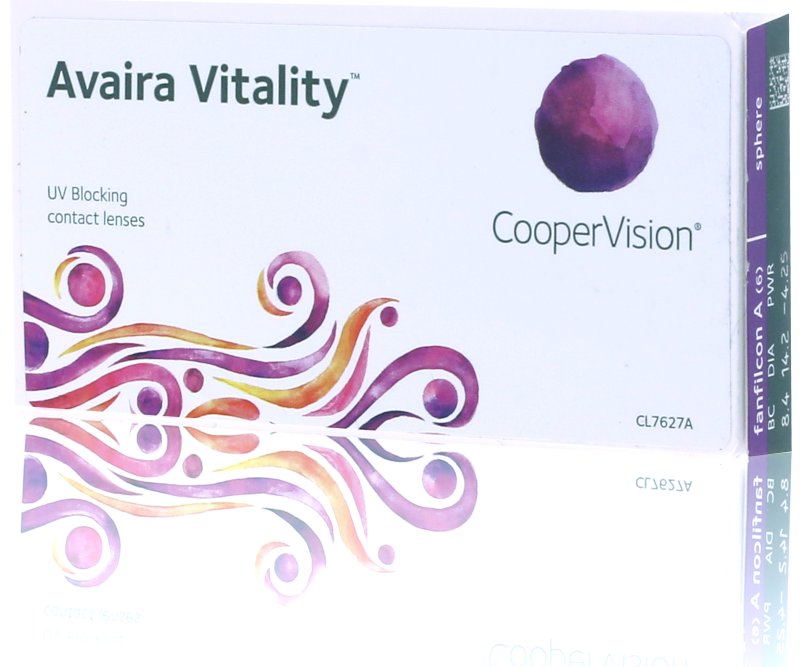 Avaira Vitality™
UV Blocking
contact lenses
CooperVision®
CL7627A
sphere
fanfilcon A (6)
BC DIA PWR
8.4 14.2 −4.25